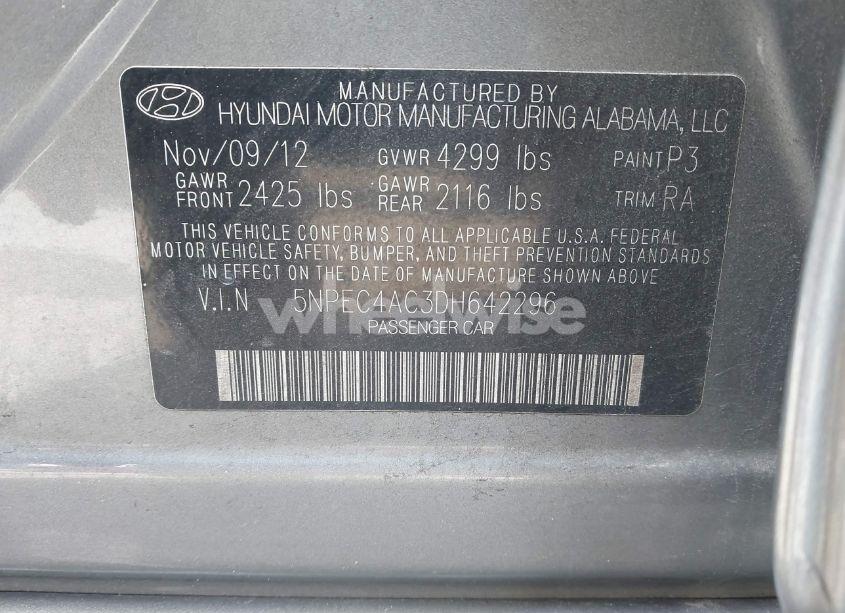 MANUFACTURED BY
HYUNDAI MOTOR MANUFACTURING ALABAMA, LLC
Nov/09/12 GVWR 4299 lbs PAINT P3
GAWR FRONT 2425 lbs GAWR REAR 2116 lbs TRIM RA
THIS VEHICLE CONFORMS TO ALL APPLICABLE U.S.A. FEDERAL
MOTOR VEHICLE SAFETY, BUMPER, AND THEFT PREVENTION STANDARDS
IN EFFECT ON THE DATE OF MANUFACTURE SHOWN ABOVE
V.I.N 5NPEC4AC3DH642296
wheelwise
PASSENGER CAR